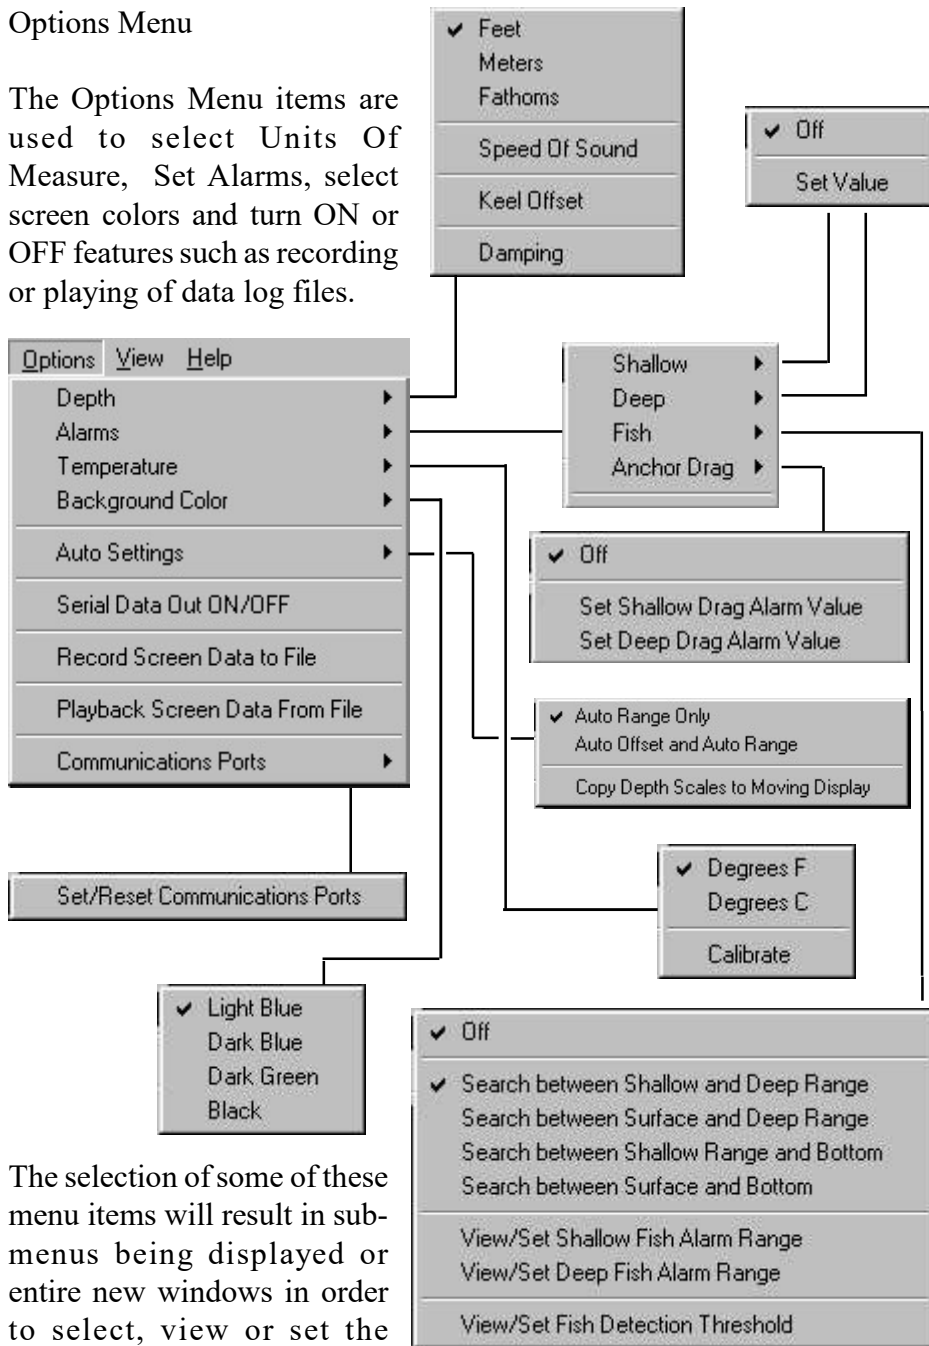 Options Menu
The Options Menu items are
used to select Units Of
Measure, Set Alarms, select
screen colors and turn ON or
OFF features such as recording
or playing of data log files.
Feet
Meters
Fathoms
Speed Of Sound
Keel Offset
Damping
Off
Set Value
Options View Help
Depth
Alarms
Temperature
Background Color
Auto Settings
Serial Data Out ON/OFF
Record Screen Data to File
Playback Screen Data From File
Communications Ports
Shallow
Deep
Fish
Anchor Drag
Off
Set Shallow Drag Alarm Value
Set Deep Drag Alarm Value
Auto Range Only
Auto Offset and Auto Range
Copy Depth Scales to Moving Display
Set/Reset Communications Ports
Degrees F
Degrees C
Calibrate
Light Blue
Dark Blue
Dark Green
Black
Off
Search between Shallow and Deep Range
Search between Surface and Deep Range
Search between Shallow Range and Bottom
Search between Surface and Bottom
View/Set Shallow Fish Alarm Range
View/Set Deep Fish Alarm Range
View/Set Fish Detection Threshold
The selection of some of these
menu items will result in sub-
menus being displayed or
entire new windows in order
to select, view or set the